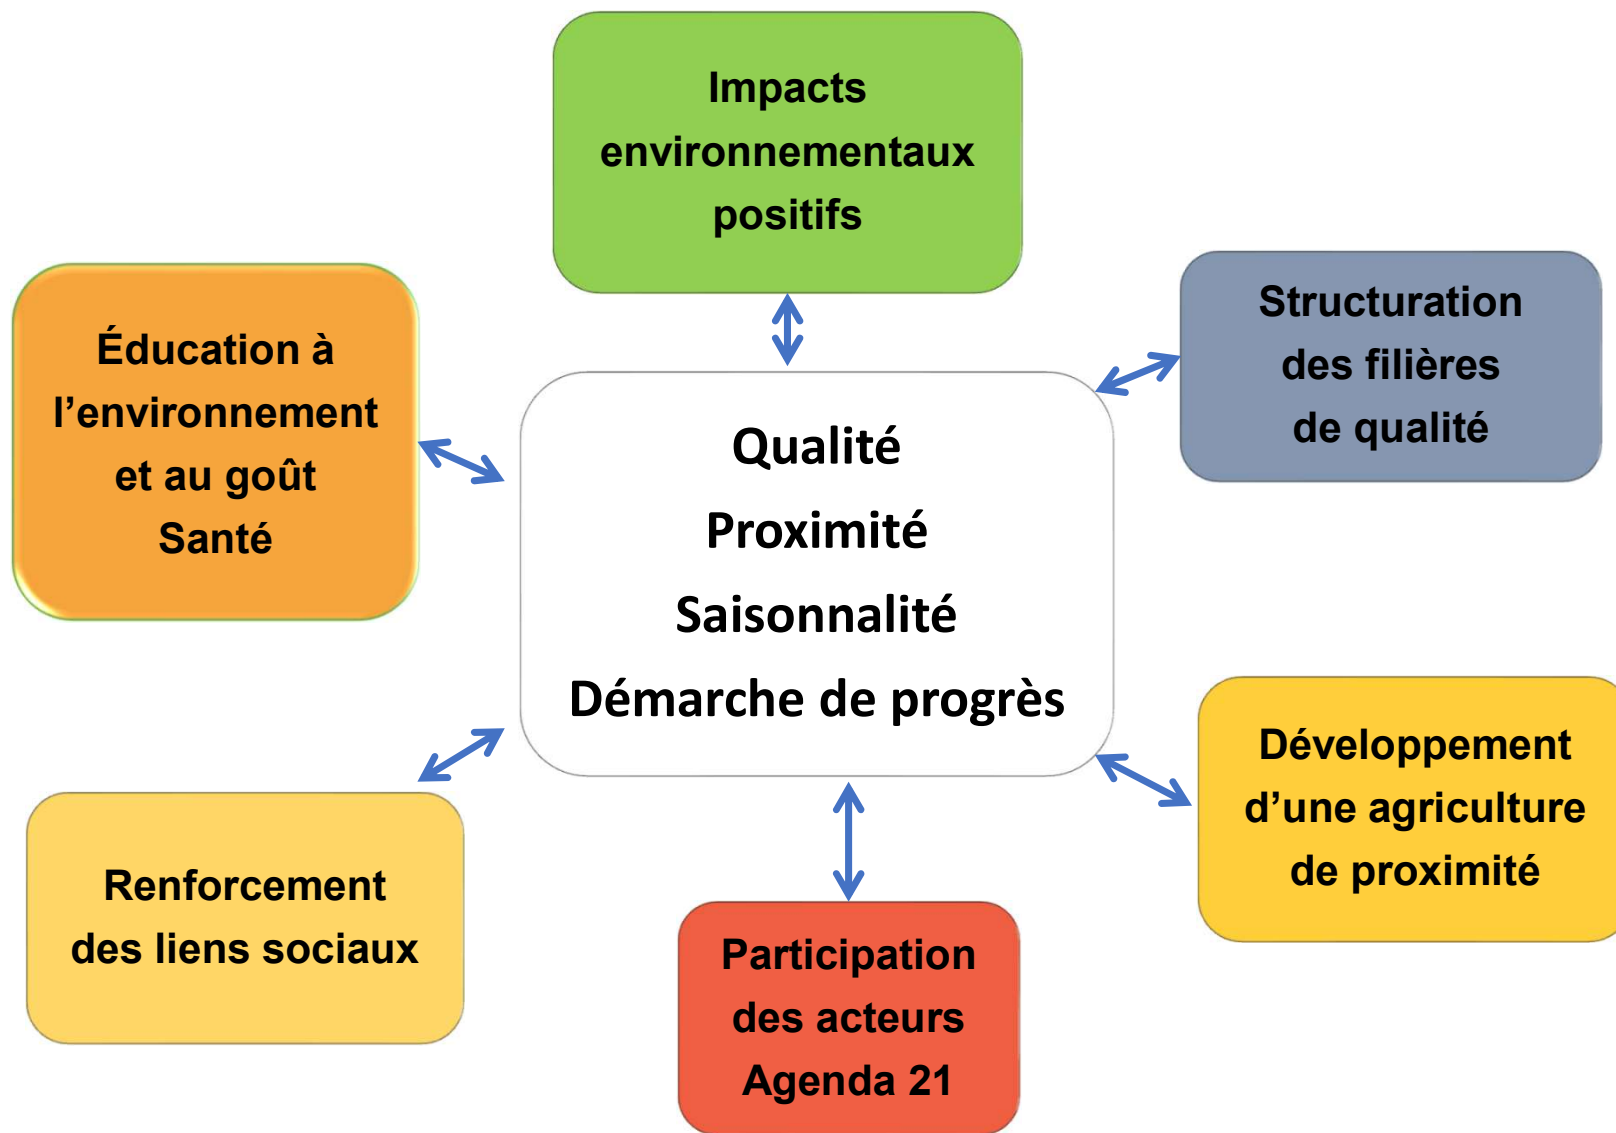 Impacts
environnementaux
positifs
Éducation à
l’environnement
et au goût
Santé
Structuration
des filières
de qualité
Qualité
Proximité
Saisonnalité
Démarche de progrès
Renforcement
des liens sociaux
Développement
d’une agriculture
de proximité
Participation
des acteurs
Agenda 21